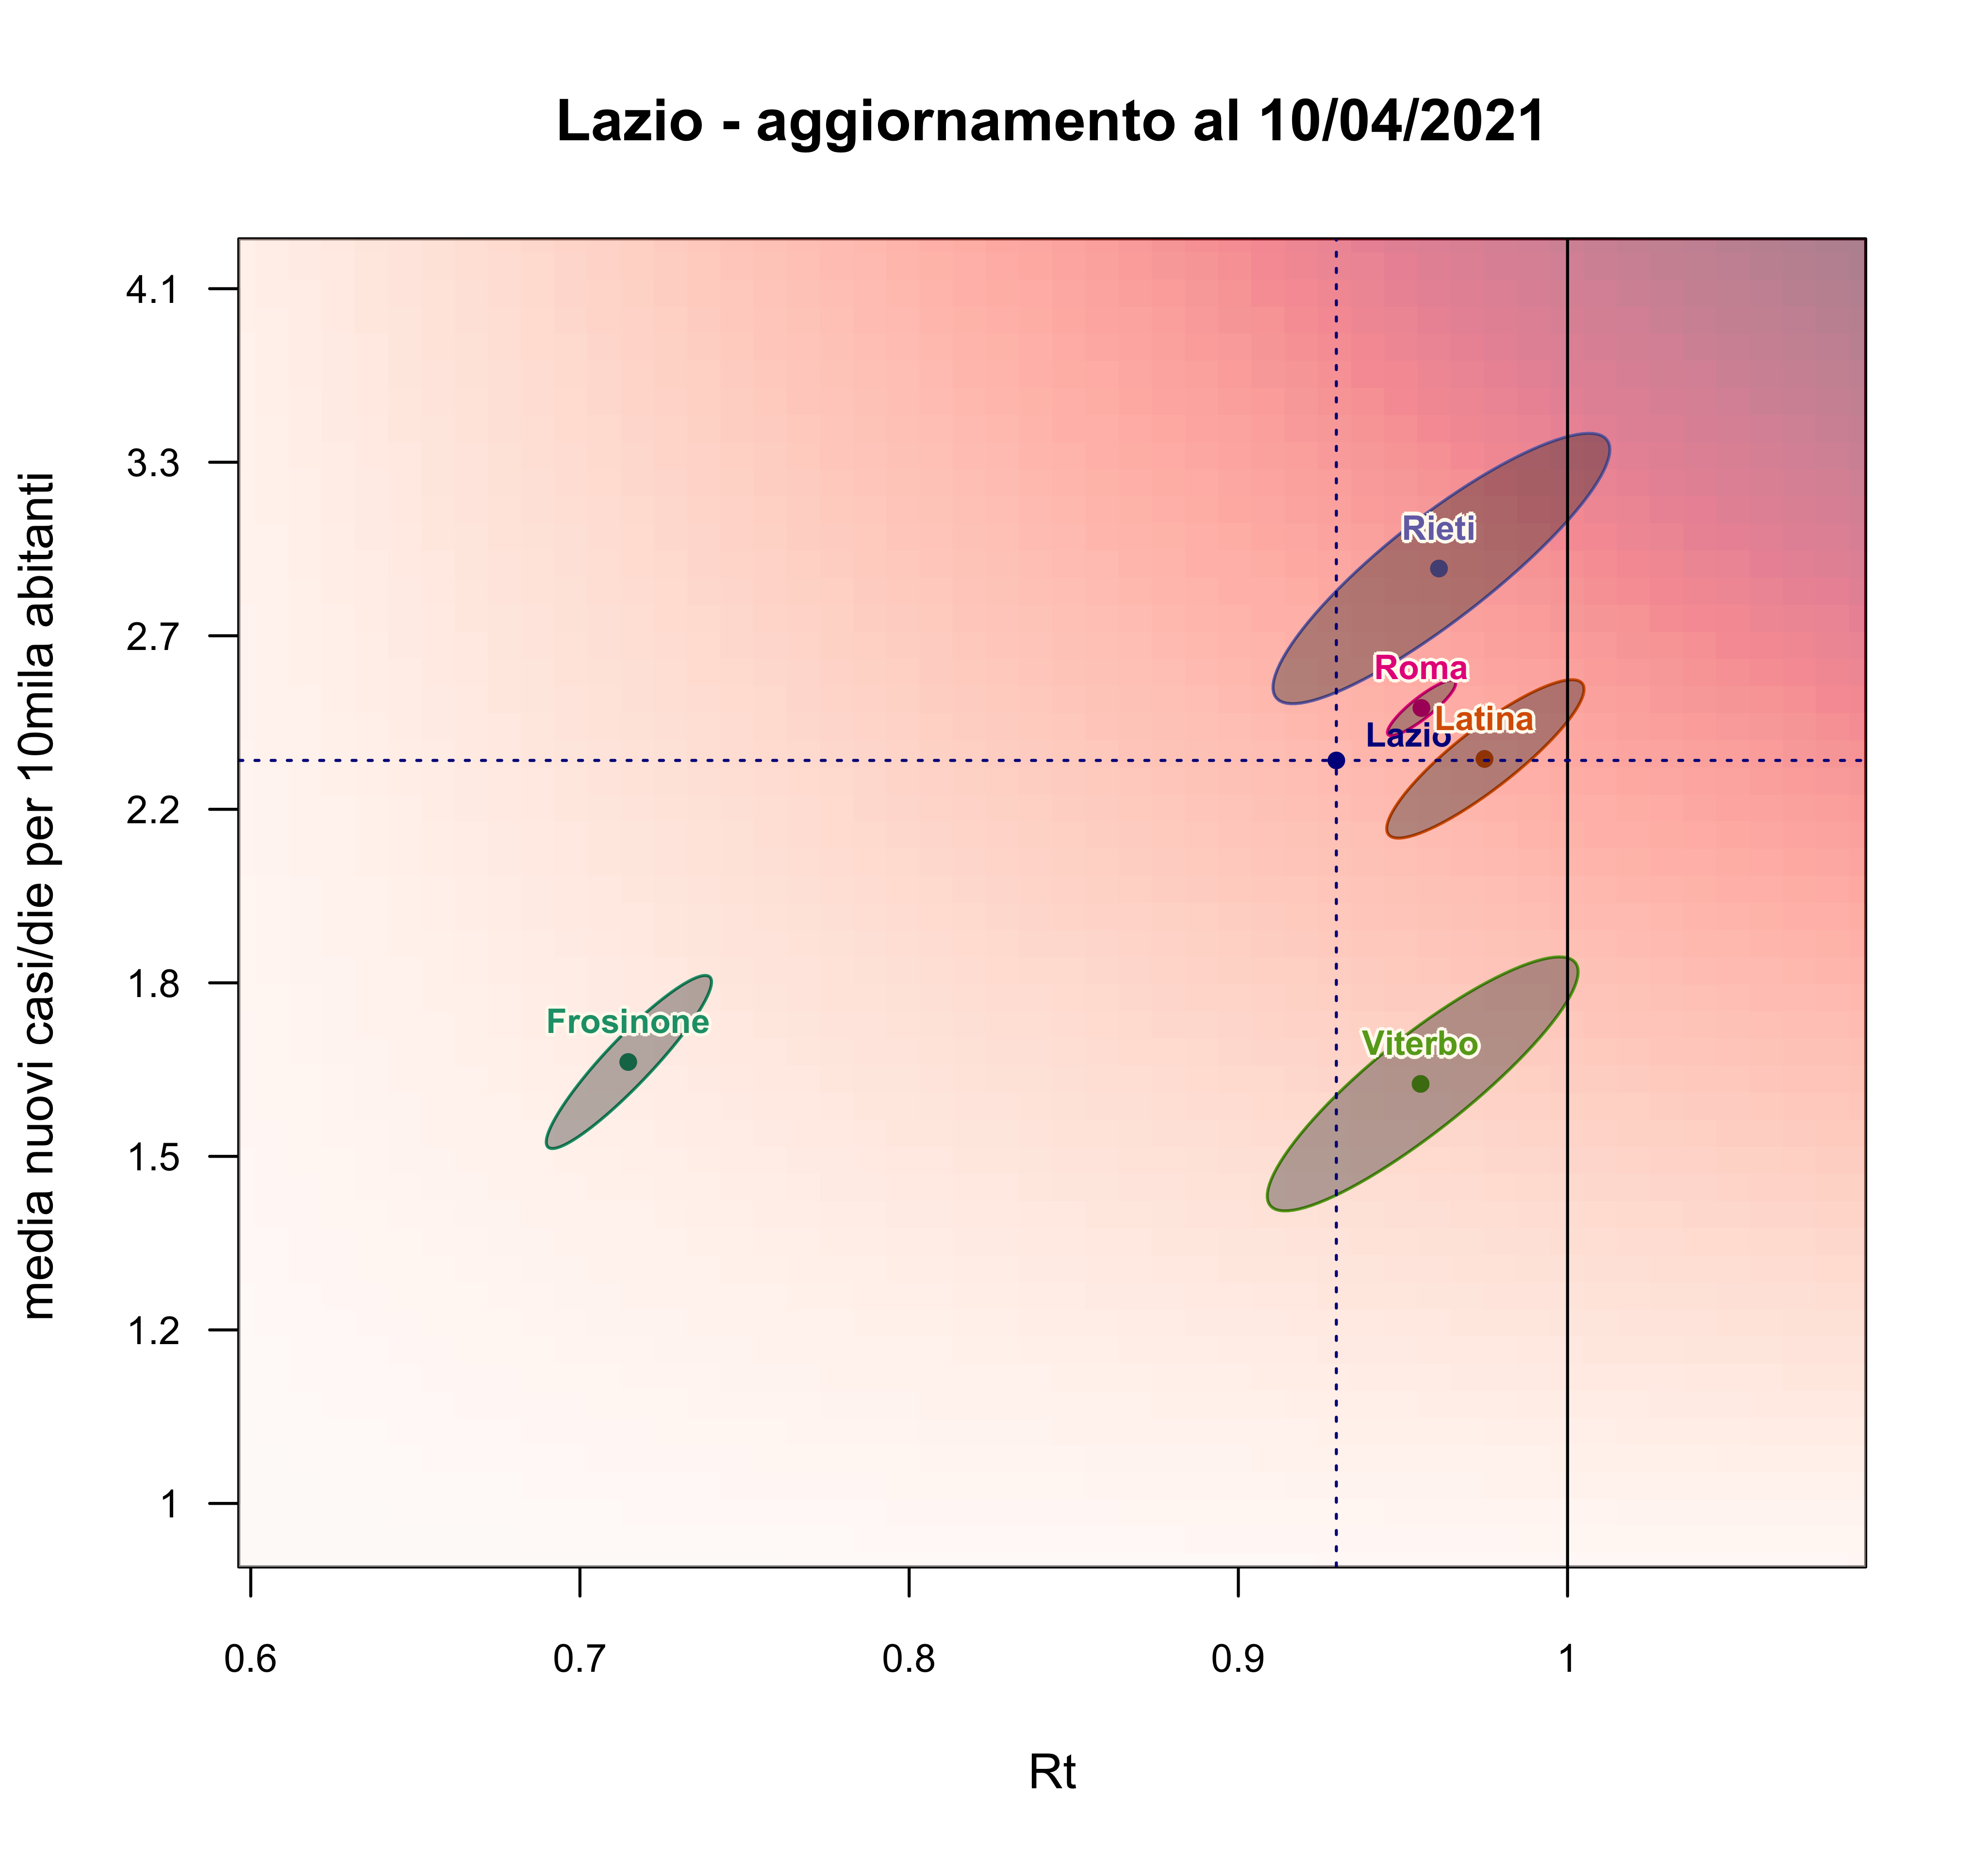 Lazio - aggiornamento al 10/04/2021
media nuovi casi/die per 10mila abitanti
4.1
3.3
2.7
2.2
1.8
1.5
1.2
1
Rieti
Roma
Latina
Lazio
Frosinone
Viterbo
0.6 0.7 0.8 0.9 1
Rt